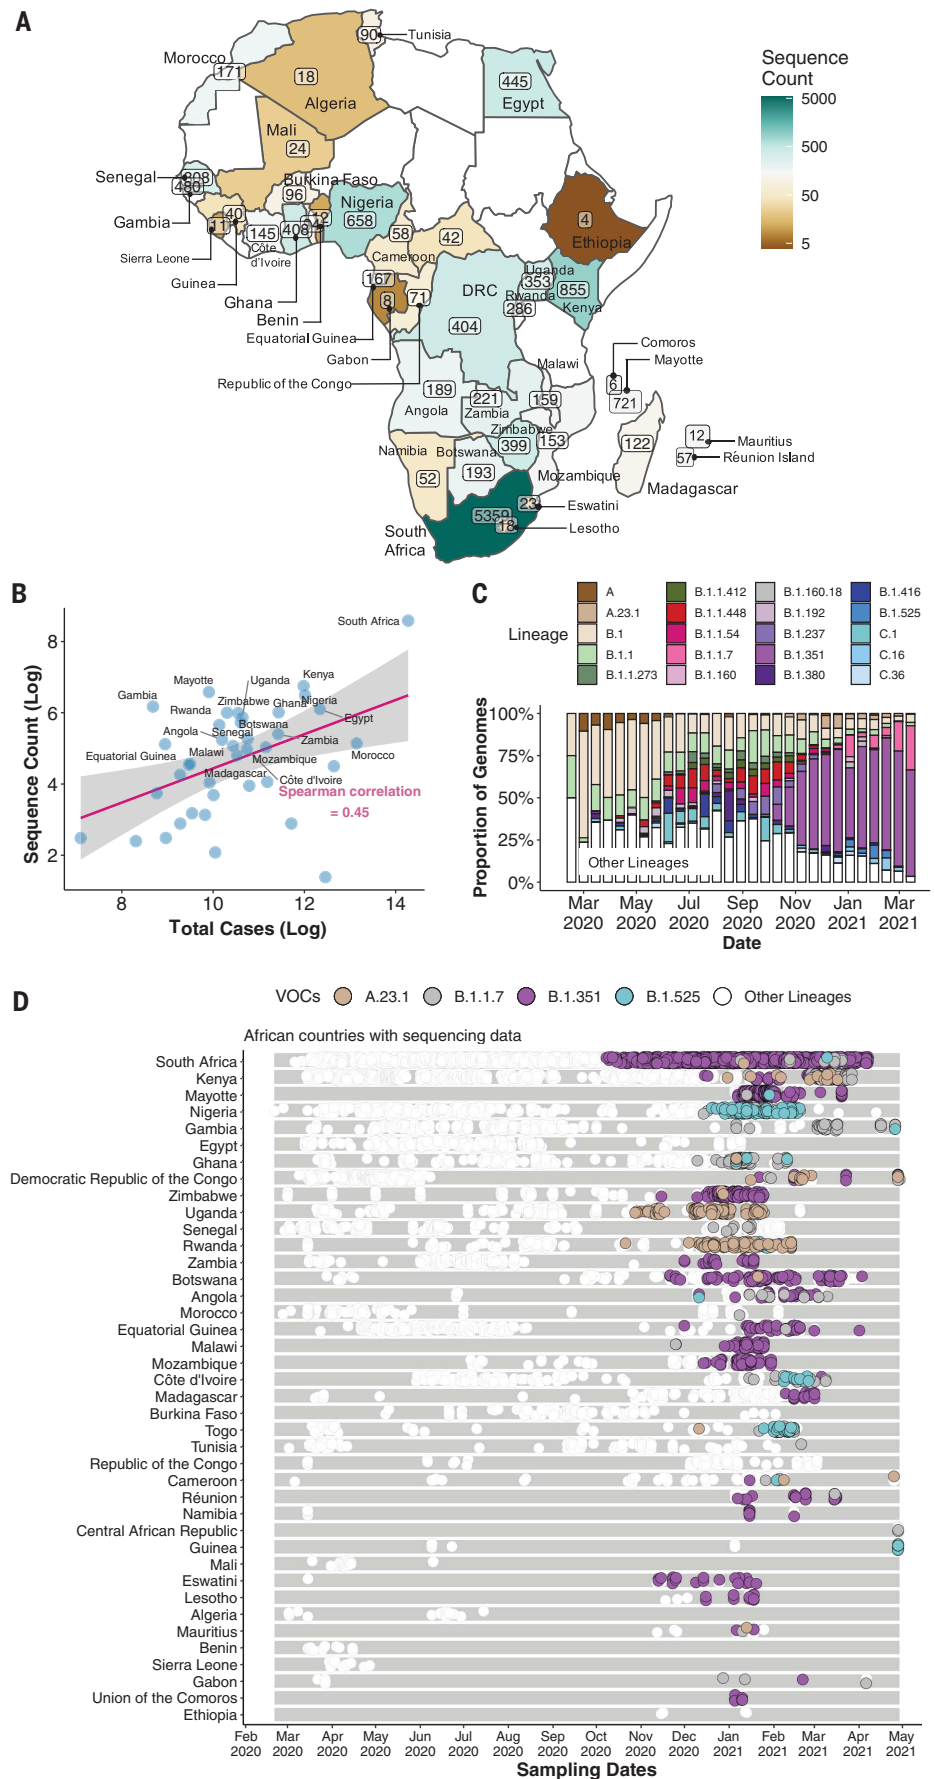 A
Tunisia
90
Morocco
171
18
Algeria
445
Egypt
Sequence
Count
5000
500
50
5
Mali
24
Senegal
480
Burkina Faso
96
Nigeria
658
4
Ethiopia
Gambia
11
40
145
408
12
58
42
Cameroon
Côte
d'Ivoire
Sierra Leone
Guinea
Ghana
Benin
167
8
71
DRC
404
Uganda
353
Rwanda
286
855
Kenya
Equatorial Guinea
Gabon
Republic of the Congo
Comoros
Mayotte
6
721
Malawi
189
Angola
221
Zambia
159
Zimbabwe
399
153
122
12
Mauritius
57
Réunion Island
Namibia
52
Botswana
193
Mozambique
Madagascar
23
Eswatini
5359
18
Lesotho
South
Africa
B
8
6
4
2
8
10
12
14
Sequence Count (Log)
Total Cases (Log)
South Africa
Mayotte
Uganda
Kenya
Gambia
Zimbabwe
Ghana
Nigeria
Rwanda
Egypt
Angola
Senegal
Botswana
Zambia
Equatorial Guinea
Malawi
Mozambique
Morocco
Madagascar
Côte d'Ivoire
Spearman correlation
= 0.45
C
Lineage
A
A.23.1
B.1
B.1.1
B.1.1.273
B.1.1.412
B.1.1.448
B.1.1.54
B.1.1.7
B.1.160
B.1.160.18
B.1.192
B.1.237
B.1.351
B.1.380
B.1.416
B.1.525
C.1
C.16
C.36
Proportion of Genomes
100%
75%
50%
25%
0%
Other Lineages
Mar
2020
May
2020
Jul
2020
Sep
2020
Nov
2020
Jan
2021
Mar
2021
Date
D
VOCs
A.23.1
B.1.1.7
B.1.351
B.1.525
Other Lineages
African countries with sequencing data
South Africa
Kenya
Mayotte
Nigeria
Gambia
Egypt
Ghana
Democratic Republic of the Congo
Zimbabwe
Uganda
Senegal
Rwanda
Zambia
Botswana
Angola
Morocco
Equatorial Guinea
Malawi
Mozambique
Côte d'Ivoire
Madagascar
Burkina Faso
Togo
Tunisia
Republic of the Congo
Cameroon
Réunion
Namibia
Central African Republic
Guinea
Mali
Eswatini
Lesotho
Algeria
Mauritius
Benin
Sierra Leone
Gabon
Union of the Comoros
Ethiopia
Feb
2020
Mar
2020
Apr
2020
May
2020
Jun
2020
Jul
2020
Aug
2020
Sep
2020
Oct
2020
Nov
2020
Dec
2020
Jan
2021
Feb
2021
Mar
2021
Apr
2021
May
2021
Sampling Dates